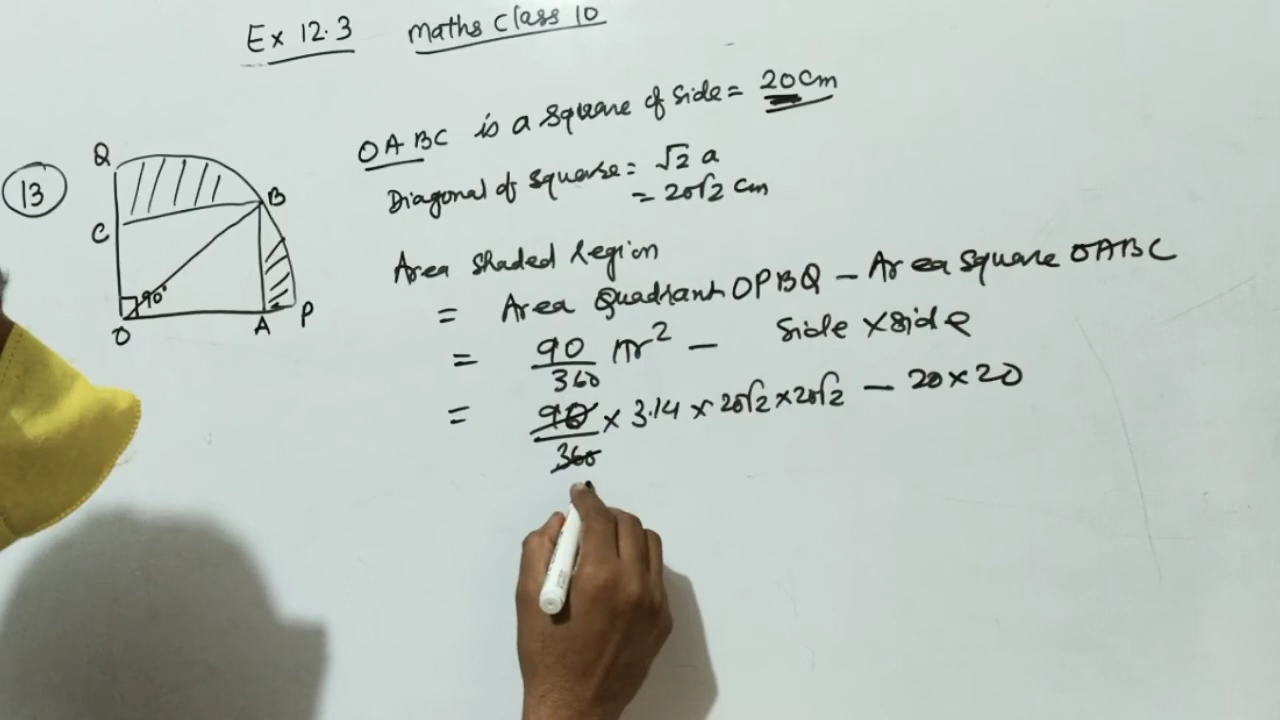 Ex 12.3 Maths Class 10
13
Q
B
C
90°
O
A
P
OABC is a square of side = 20cm
Diagonal of square = √2 a
= 20√2 cm
Area shaded region
= Area Quadrant OPBQ - Area square OABC
= 90/360 πr² - side × side
= 90/360 × 3.14 × 20√2 × 20√2 - 20 × 20